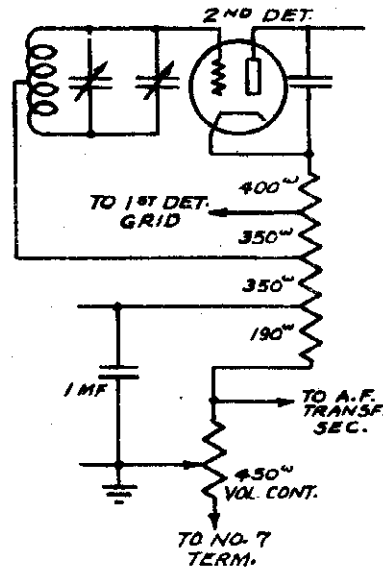 2ND DET.
400ω
TO 1ST DET.
GRID
350ω
350ω
190ω
1 MF
TO A.F.
TRANSF.
SEC.
450ω
VOL. CONT.
TO NO. 7
TERM.